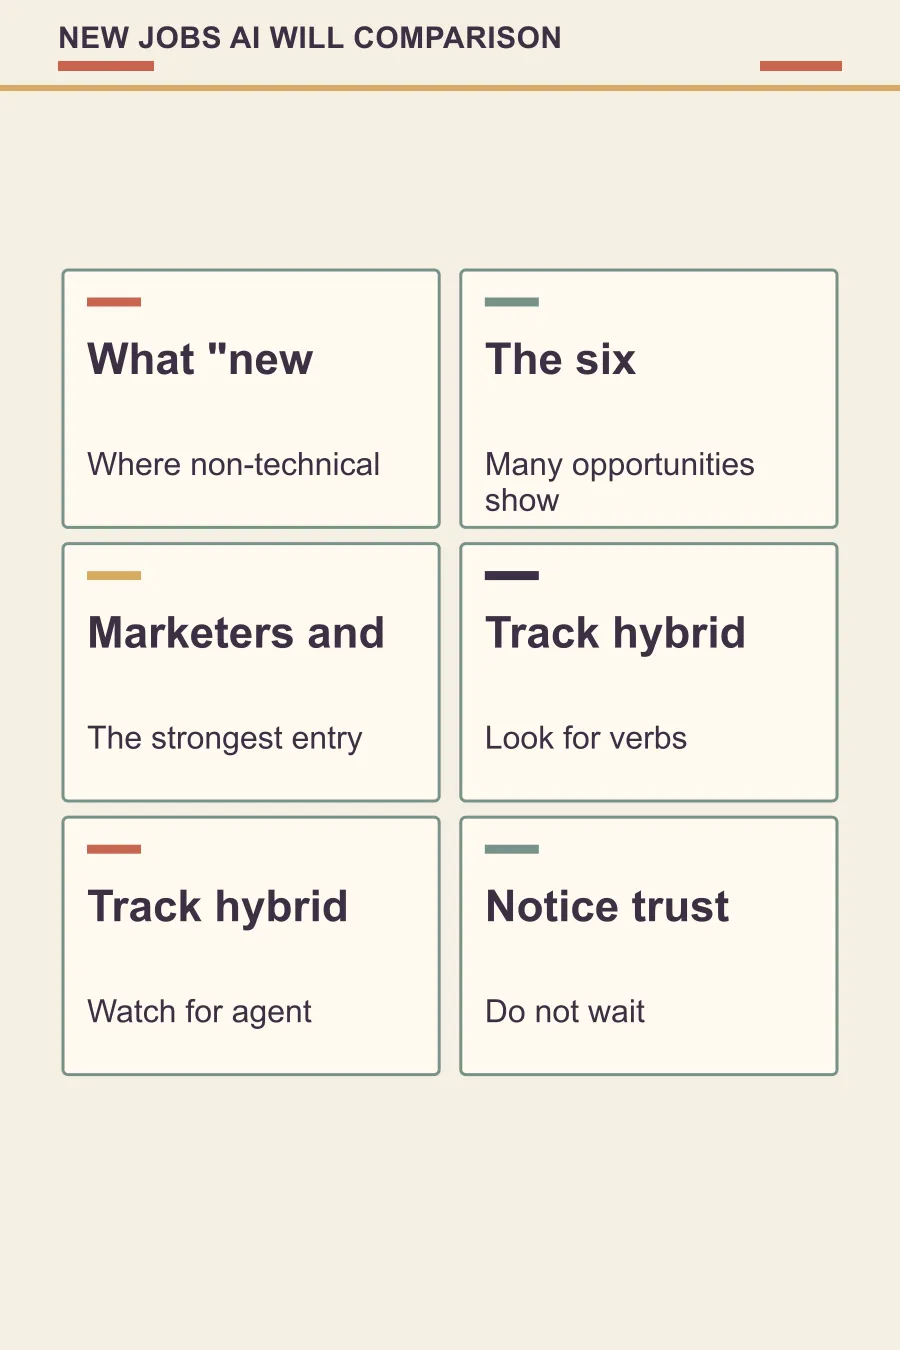 NEW JOBS AI WILL COMPARISON
What "new
Where non-technical
The six
Many opportunities
show
Marketers and
The strongest entry
Track hybrid
Look for verbs
Track hybrid
Watch for agent
Notice trust
Do not wait